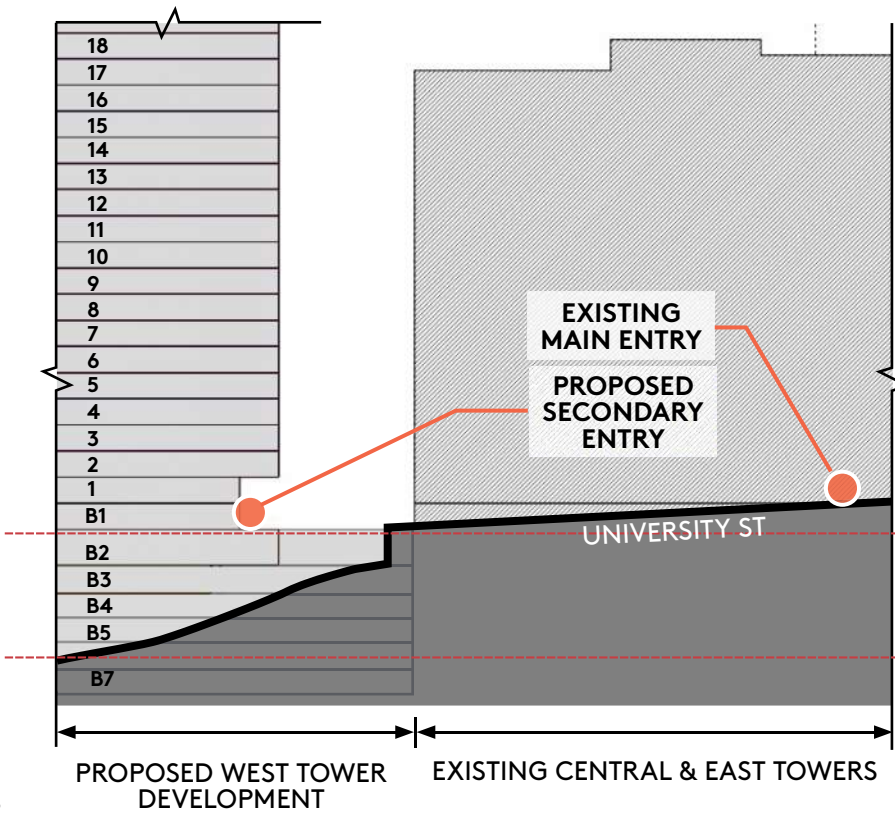 18
17
16
15
14
13
12
11
10
9
8
7
6
5
4
3
2
1
B1
B2
B3
B4
B5
B7
EXISTING
MAIN ENTRY
PROPOSED
SECONDARY
ENTRY
UNIVERSITY ST
PROPOSED WEST TOWER
DEVELOPMENT
EXISTING CENTRAL & EAST TOWERS